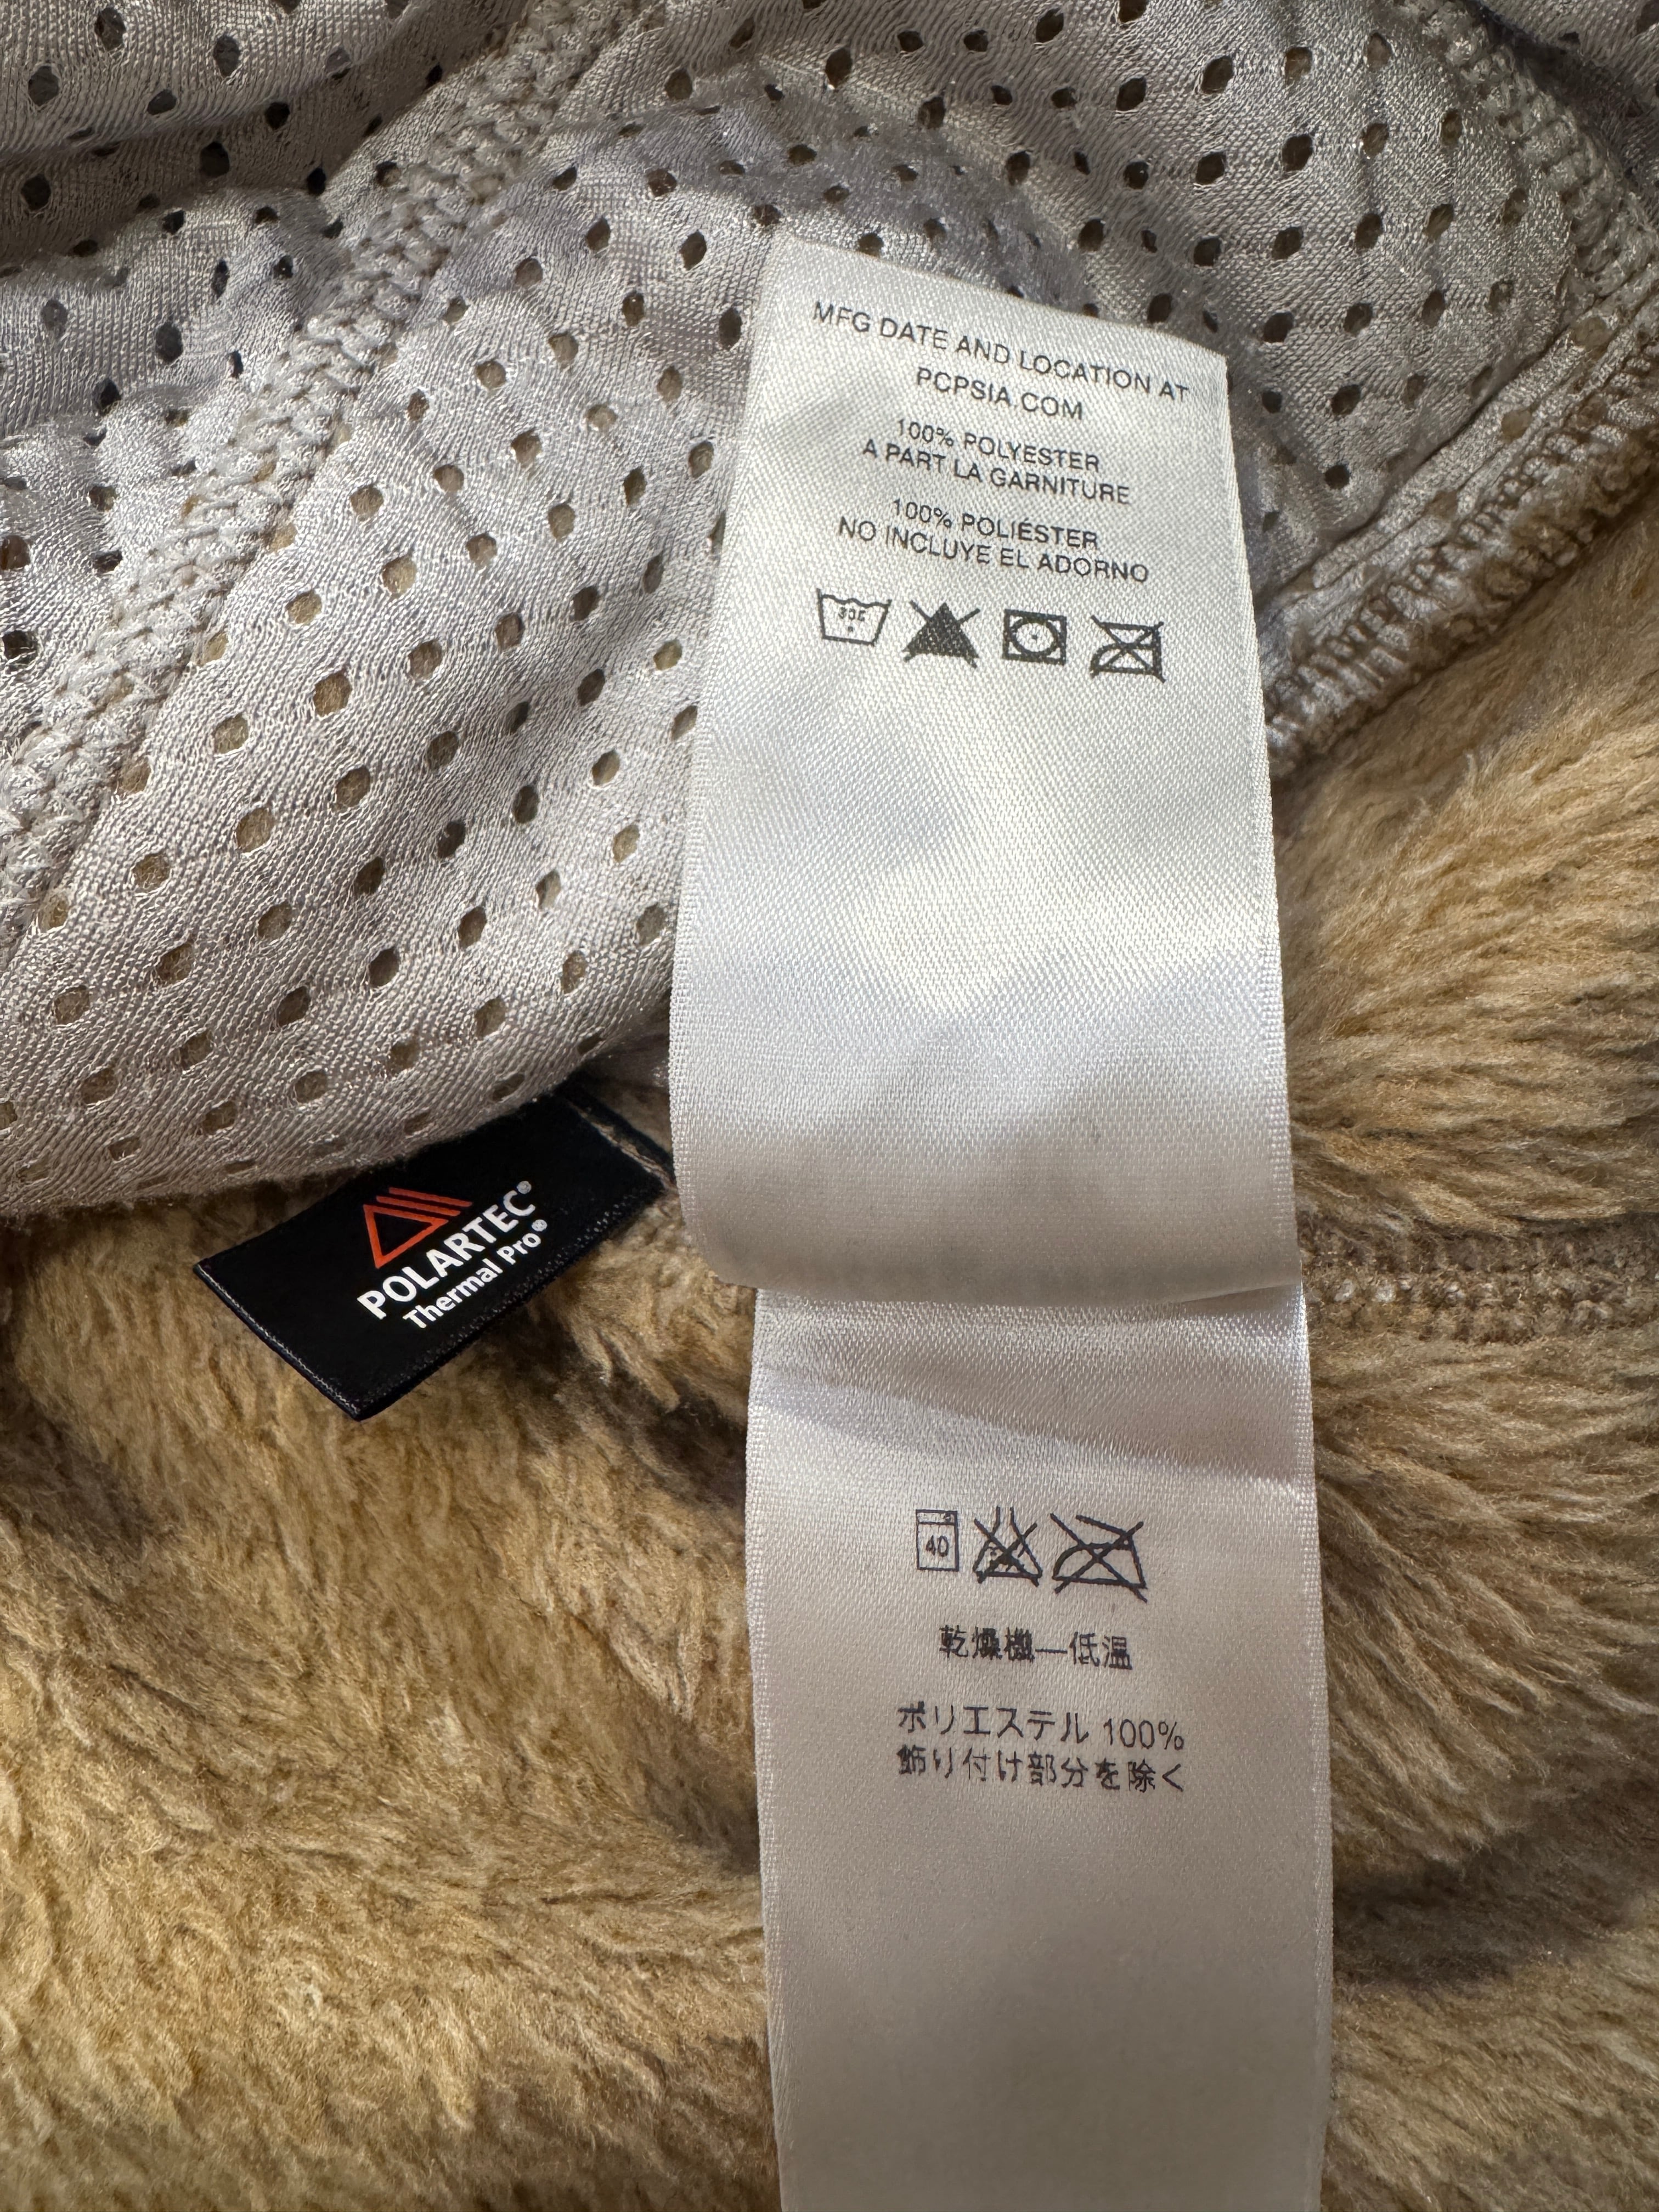 MFG DATE AND LOCATION AT
PCPSIA.COM
100% POLYESTER
A PART LA GARNITURE
100% POLIÉSTER
NO INCLUYE EL ADORNO
POLARTEC®
Thermal Pro®
40
乾燥機—低温
ポリエステル 100%
飾り付け部分を除く